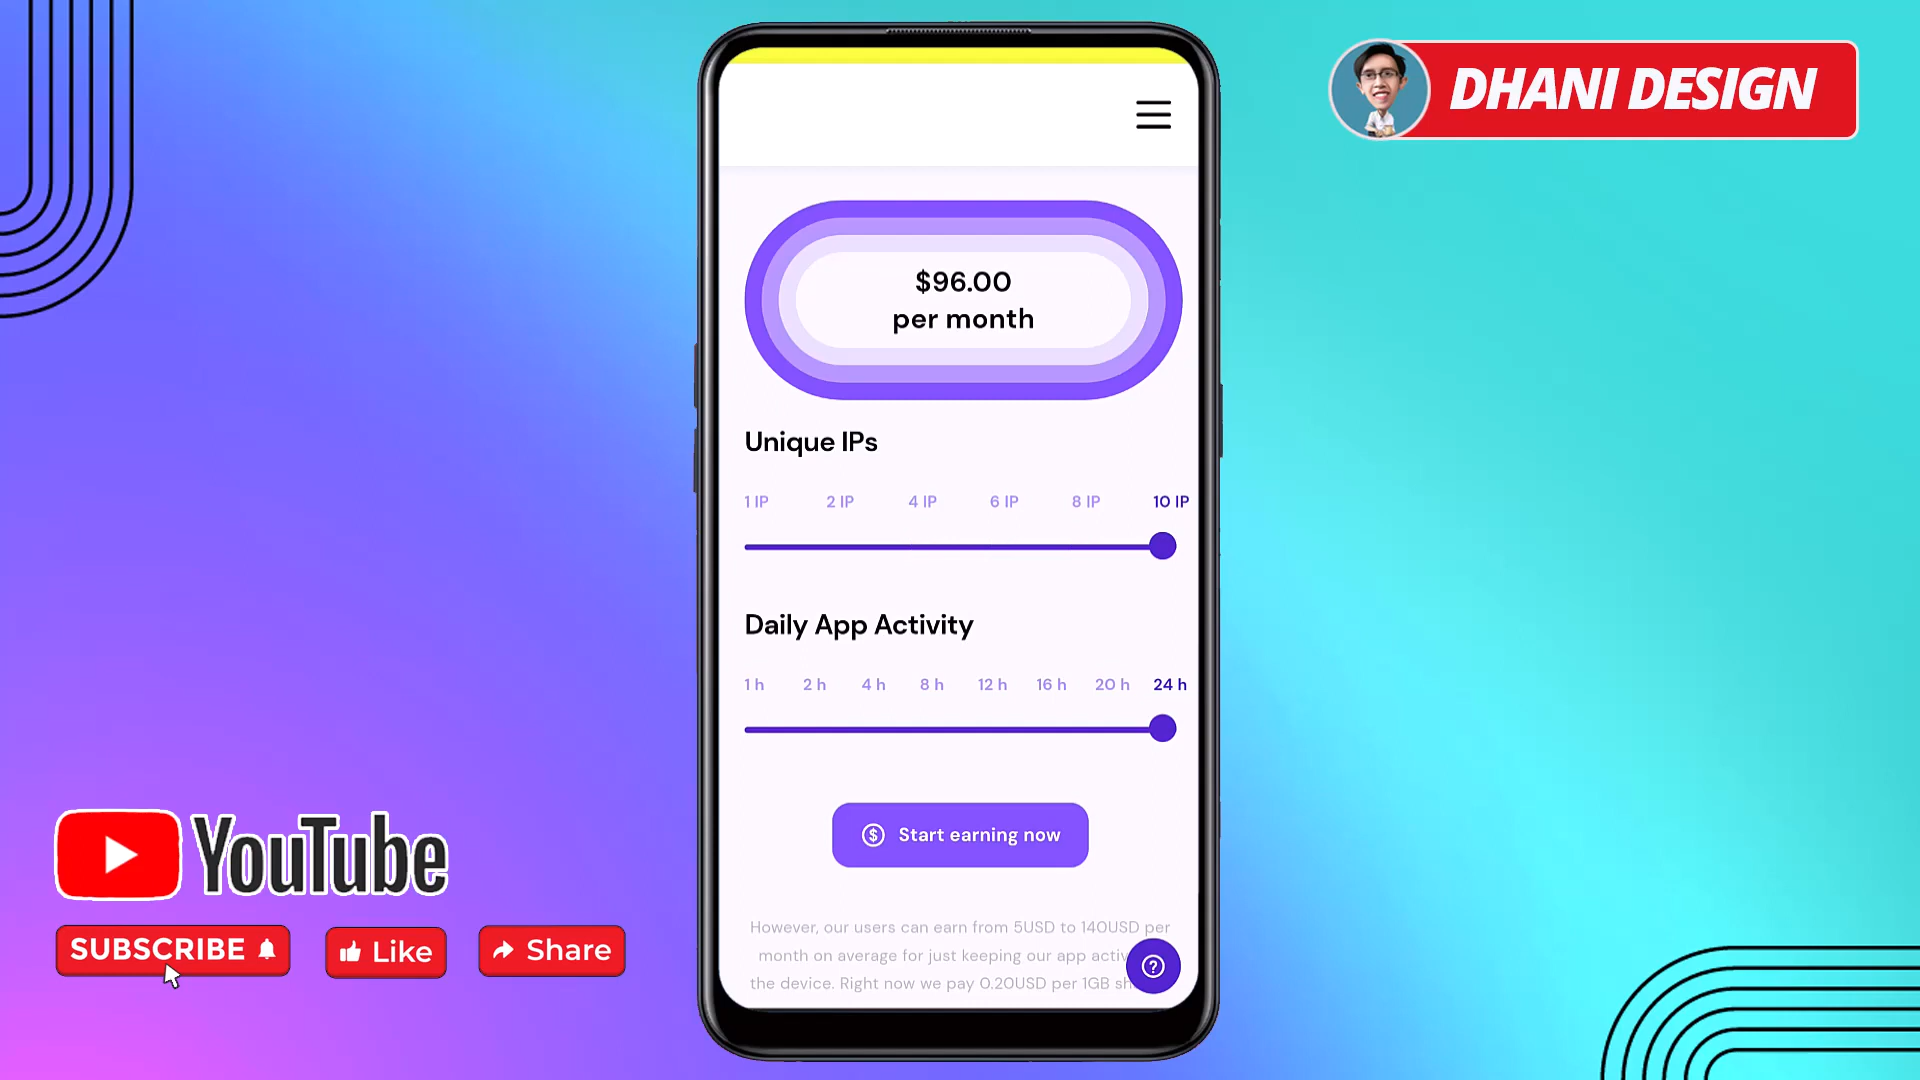 DHANI DESIGN
$96.00
per month
Unique IPs
1 IP 2 IP 4 IP 6 IP 8 IP 10 IP
Daily App Activity
1 h 2 h 4 h 8 h 12 h 16 h 20 h 24 h
Start earning now
However, our users can earn from 5USD to 140USD per
month on average for just keeping our app
the device. Right now we pay 0.20USD per 1GB
YouTube
SUBSCRIBE
Like
Share